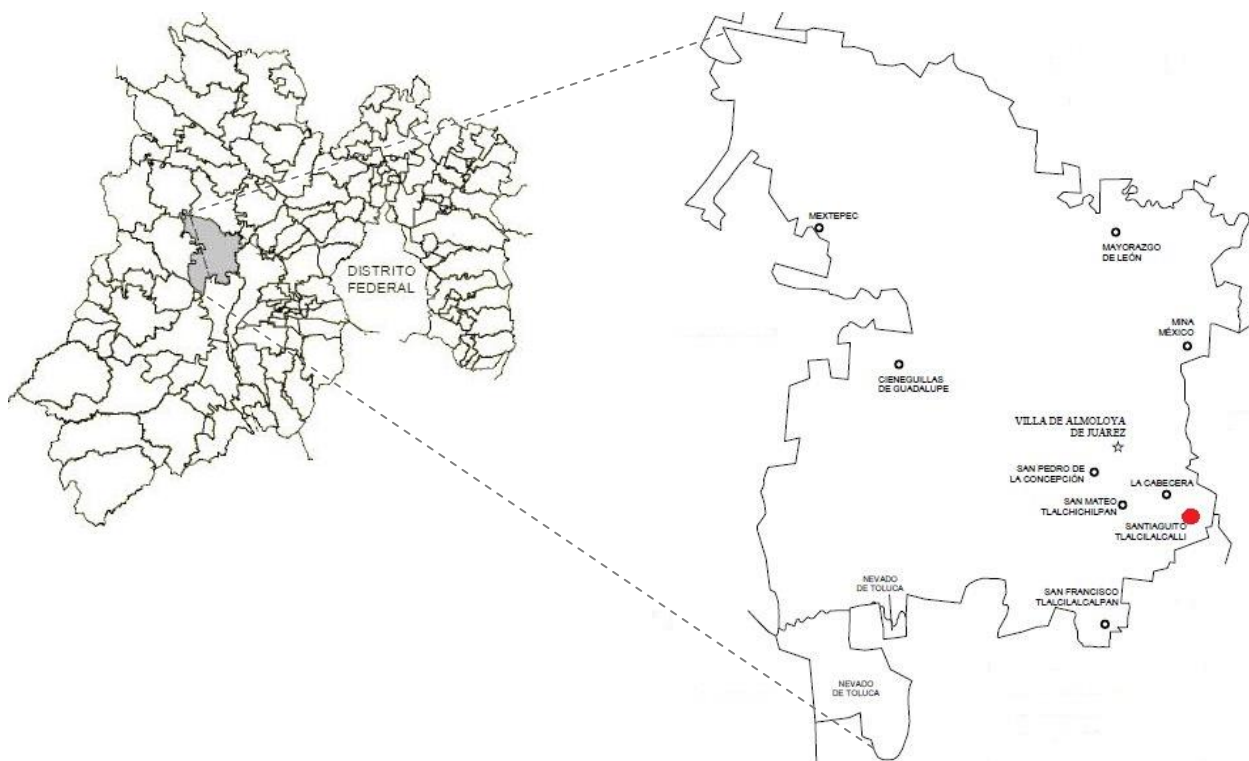 DISTRITO
FEDERAL
MEXTEPEC
MAYORAZGO
DE LEÓN
MINA
MÉXICO
CIENEGUILLAS
DE GUADALUPE
VILLA DE ALMOLOYA
DE JUÁREZ
SAN PEDRO DE
LA CONCEPCIÓN
LA CABECERA
SAN MATEO
TLALCHICHILPAN
SANTIAGUITO
TLALCILALCALLI
NEVADO
DE TOLUCA
SAN FRANCISCO
TLALCILALCALPAN
NEVADO
DE TOLUCA